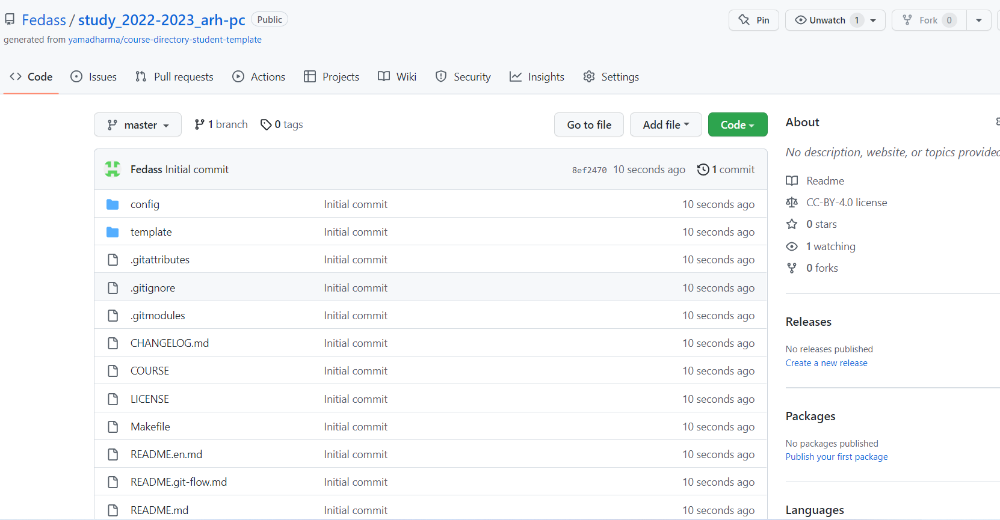 Fedass / study_2022-2023_arh-pc Public Pin Unwatch 1 Fork 0
generated from yamadharma/course-directory-student-template
Code Issues Pull requests Actions Projects Wiki Security Insights Settings
master 1 branch 0 tags Go to file Add file Code
Fedass Initial commit 8ef2470 10 seconds ago 1 commit
config Initial commit 10 seconds ago
template Initial commit 10 seconds ago
.gitattributes Initial commit 10 seconds ago
.gitignore Initial commit 10 seconds ago
.gitmodules Initial commit 10 seconds ago
CHANGELOG.md Initial commit 10 seconds ago
COURSE Initial commit 10 seconds ago
LICENSE Initial commit 10 seconds ago
Makefile Initial commit 10 seconds ago
README.en.md Initial commit 10 seconds ago
README.git-flow.md Initial commit 10 seconds ago
README.md Initial commit 10 seconds ago
About
No description, website, or topics provided
Readme
CC-BY-4.0 license
0 stars
1 watching
0 forks
Releases
No releases published
Create a new release
Packages
No packages published
Publish your first package
Languages